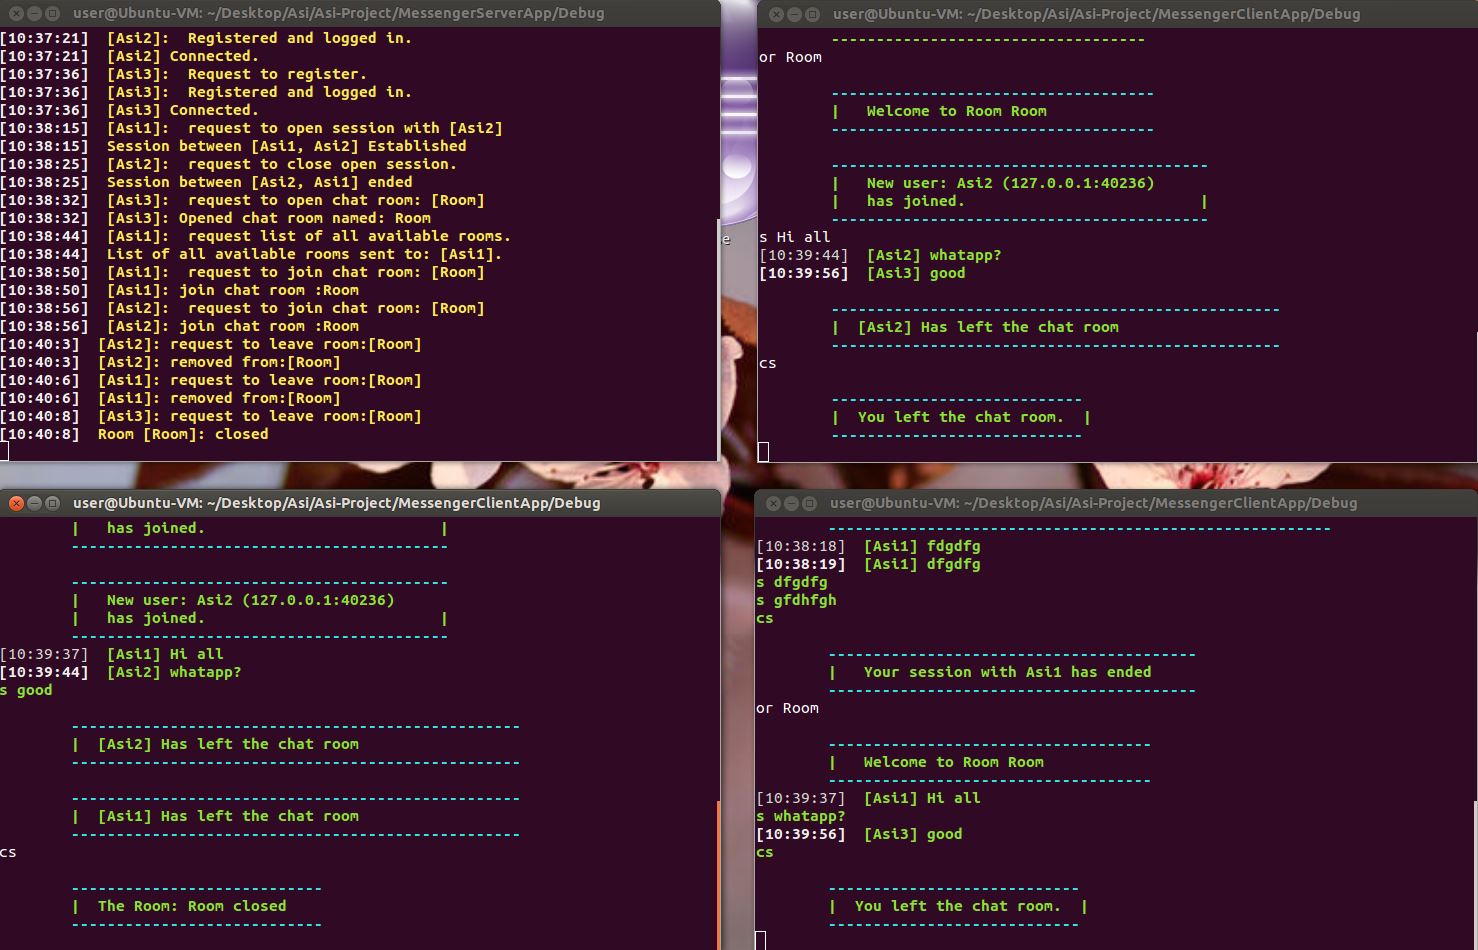 user@Ubuntu-VM: ~/Desktop/Asi/Asi-Project/MessengerServerApp/Debug
[10:37:21]  [Asi2]:  Registered and logged in.
[10:37:21]  [Asi2] Connected.
[10:37:36]  [Asi3]:  Request to register.
[10:37:36]  [Asi3]:  Registered and logged in.
[10:37:36]  [Asi3] Connected.
[10:38:15]  [Asi1]:  request to open session with [Asi2]
[10:38:15]  Session between [Asi1, Asi2] Established
[10:38:25]  [Asi2]:  request to close open session.
[10:38:25]  Session between [Asi2, Asi1] ended
[10:38:32]  [Asi3]:  request to open chat room: [Room]
[10:38:32]  [Asi3]: Opened chat room named: Room
[10:38:44]  [Asi1]:  request list of all available rooms.
[10:38:44]  List of all available rooms sent to: [Asi1].
[10:38:50]  [Asi1]:  request to join chat room: [Room]
[10:38:50]  [Asi1]: join chat room :Room
[10:38:56]  [Asi2]:  request to join chat room: [Room]
[10:38:56]  [Asi2]: join chat room :Room
[10:40:3]  [Asi2]: request to leave room:[Room]
[10:40:3]  [Asi2]: removed from:[Room]
[10:40:6]  [Asi1]: request to leave room:[Room]
[10:40:6]  [Asi1]: removed from:[Room]
[10:40:8]  [Asi3]: request to leave room:[Room]
[10:40:8]  Room [Room]: closed
e
user@Ubuntu-VM: ~/Desktop/Asi/Asi-Project/MessengerClientApp/Debug
-----------------------------------
or Room
------------------------------------
|   Welcome to Room Room
------------------------------------
------------------------------------------
|   New user: Asi2 (127.0.0.1:40236)
|   has joined.                          |
------------------------------------------
s Hi all
[10:39:44]  [Asi2] whatapp?
[10:39:56]  [Asi3] good
--------------------------------------------------
|  [Asi2] Has left the chat room
--------------------------------------------------
cs
----------------------------
|  You left the chat room.  |
----------------------------
user@Ubuntu-VM: ~/Desktop/Asi/Asi-Project/MessengerClientApp/Debug
|   has joined.                          |
------------------------------------------
------------------------------------------
|   New user: Asi2 (127.0.0.1:40236)
|   has joined.                          |
------------------------------------------
[10:39:37]  [Asi1] Hi all
[10:39:44]  [Asi2] whatapp?
s good
--------------------------------------------------
|  [Asi2] Has left the chat room
--------------------------------------------------
--------------------------------------------------
|  [Asi1] Has left the chat room
--------------------------------------------------
cs
----------------------------
|  The Room: Room closed
----------------------------
user@Ubuntu-VM: ~/Desktop/Asi/Asi-Project/MessengerClientApp/Debug
--------------------------------------------------------
[10:38:18]  [Asi1] fdgdfg
[10:38:19]  [Asi1] dfgdfg
s dfgdfg
s gfdhfgh
cs
-----------------------------------------
|   Your session with Asi1 has ended
-----------------------------------------
or Room
------------------------------------
|   Welcome to Room Room
------------------------------------
[10:39:37]  [Asi1] Hi all
s whatapp?
[10:39:56]  [Asi3] good
cs
----------------------------
|  You left the chat room.  |
----------------------------